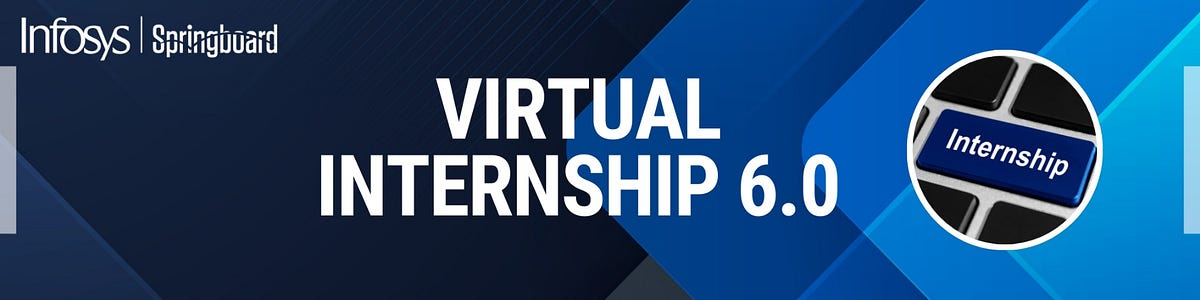 Infosys | Springboard
VIRTUAL
INTERNSHIP 6.0
Internship